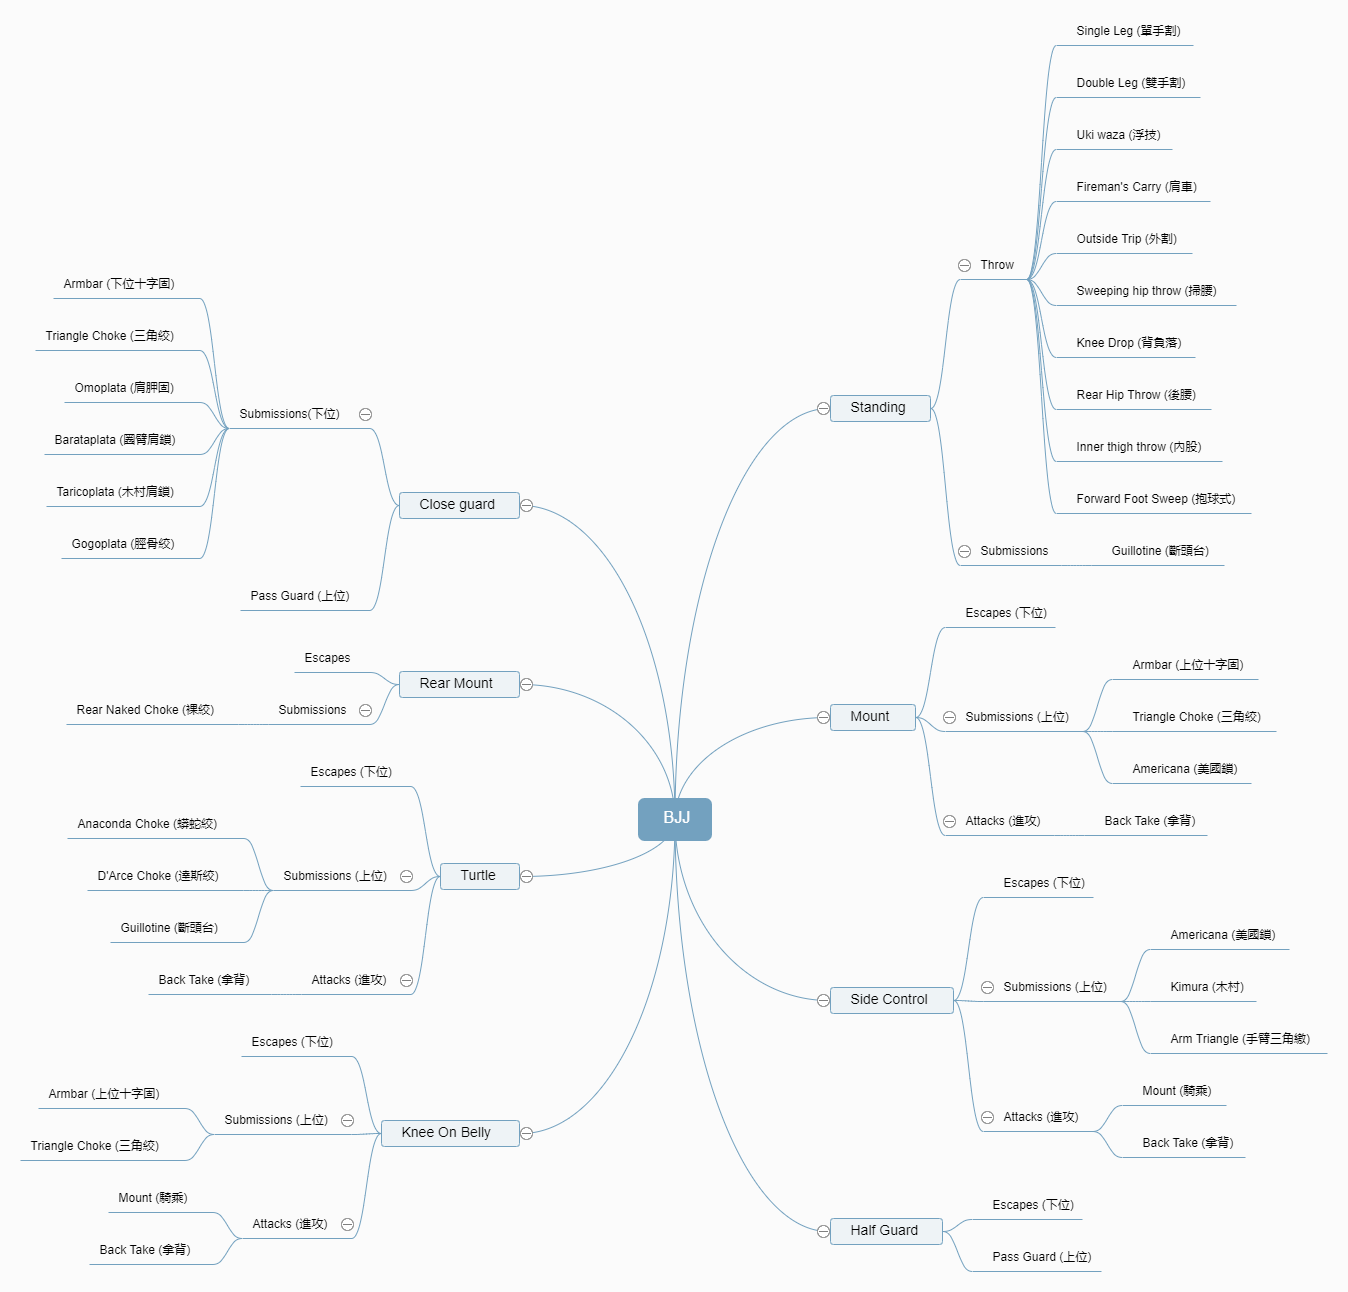 BJJ
Standing
Throw
Single Leg (單手割)
Double Leg (雙手割)
Uki waza (浮技)
Fireman's Carry (肩車)
Outside Trip (外割)
Sweeping hip throw (掃腰)
Knee Drop (背負落)
Rear Hip Throw (後腰)
Inner thigh throw (內股)
Forward Foot Sweep (抱球式)
Submissions
Guillotine (斷頭台)
Mount
Escapes (下位)
Submissions (上位)
Armbar (上位十字固)
Triangle Choke (三角絞)
Americana (美國鎖)
Attacks (進攻)
Back Take (拿背)
Side Control
Escapes (下位)
Submissions (上位)
Americana (美國鎖)
Kimura (木村)
Arm Triangle (手臂三角緻)
Attacks (進攻)
Mount (騎乘)
Back Take (拿背)
Half Guard
Escapes (下位)
Pass Guard (上位)
Close guard
Submissions(下位)
Armbar (下位十字固)
Triangle Choke (三角絞)
Omoplata (肩胛固)
Barataplata (圓臂肩鎖)
Taricoplata (木村肩鎖)
Gogoplata (脛骨絞)
Pass Guard (上位)
Rear Mount
Escapes
Submissions
Rear Naked Choke (裸絞)
Turtle
Escapes (下位)
Submissions (上位)
Anaconda Choke (蟒蛇絞)
D'Arce Choke (達斯絞)
Guillotine (斷頭台)
Attacks (進攻)
Back Take (拿背)
Knee On Belly
Escapes (下位)
Submissions (上位)
Armbar (上位十字固)
Triangle Choke (三角絞)
Attacks (進攻)
Mount (騎乘)
Back Take (拿背)